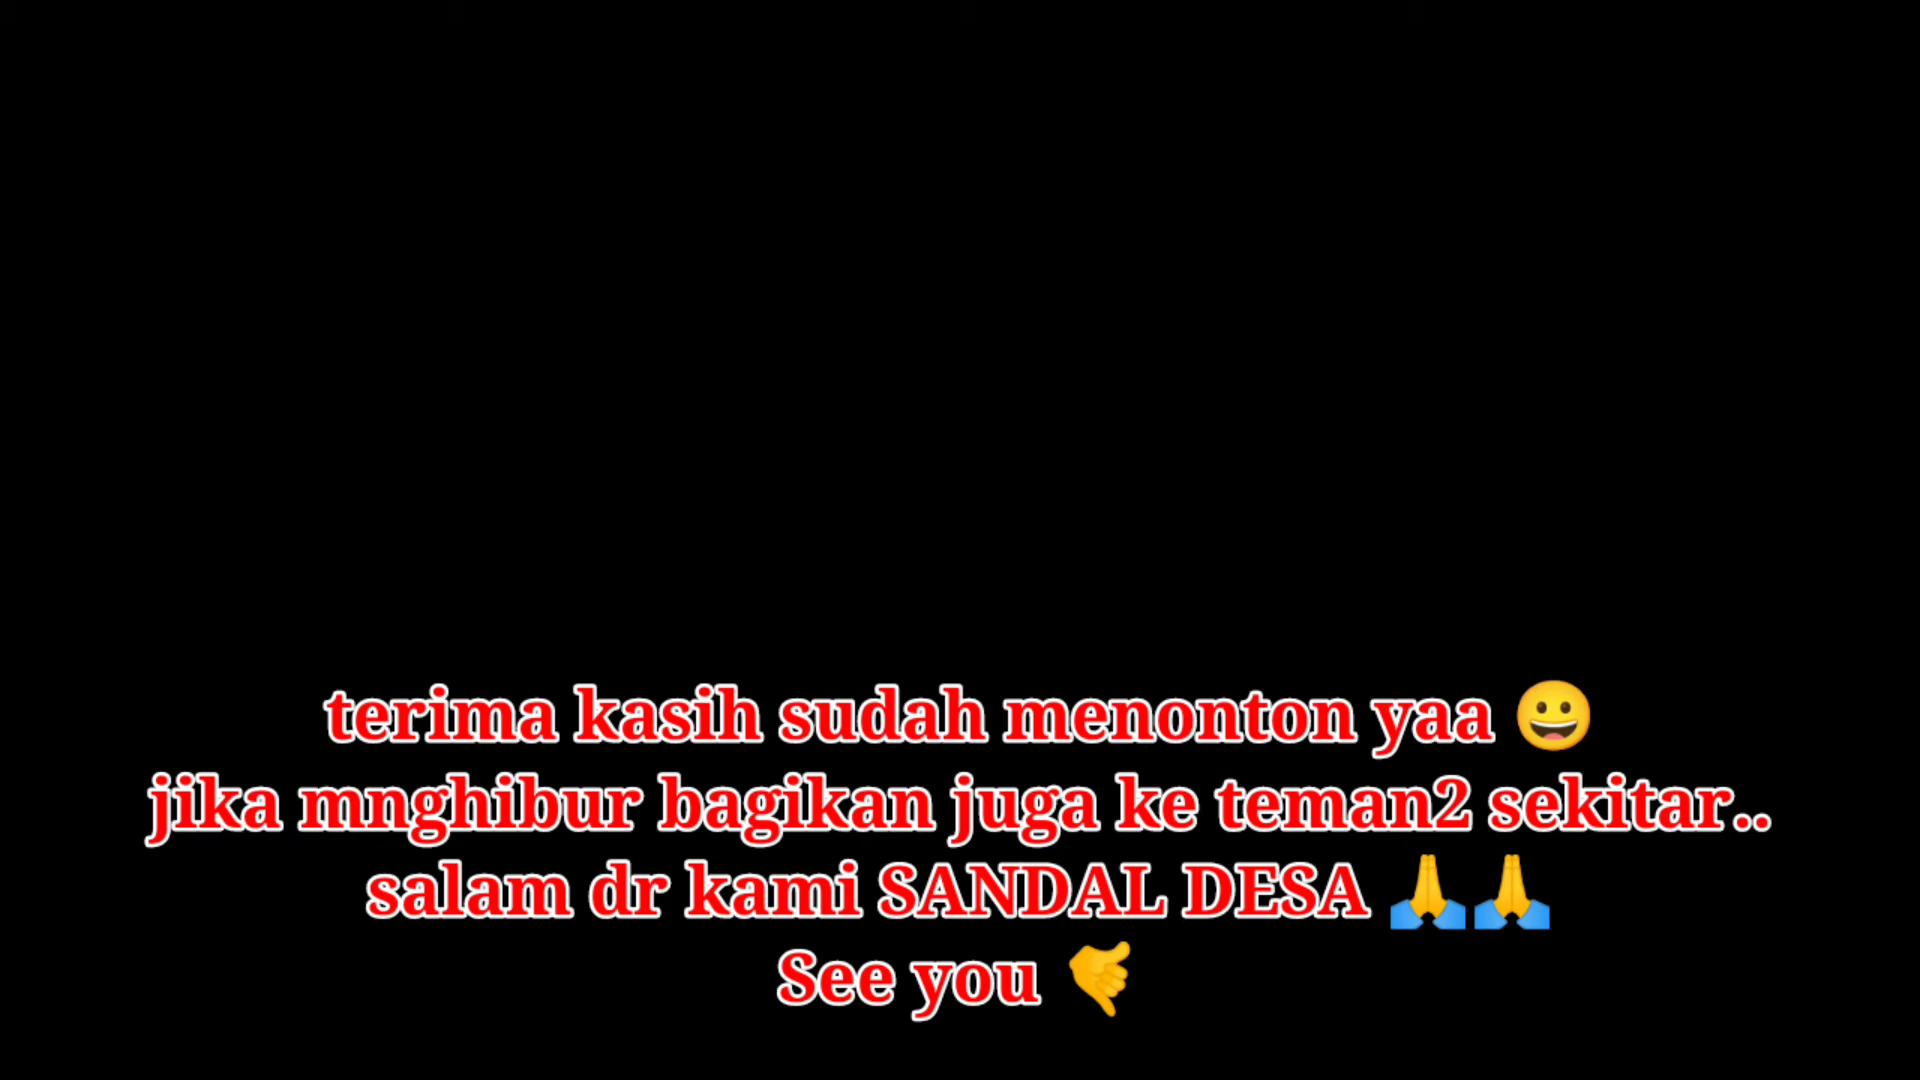 terima kasih sudah menonton yaa 😀
jika mnghibur bagikan juga ke teman2 sekitar..
salam dr kami SANDAL DESA 🙏🙏
See you 🤙